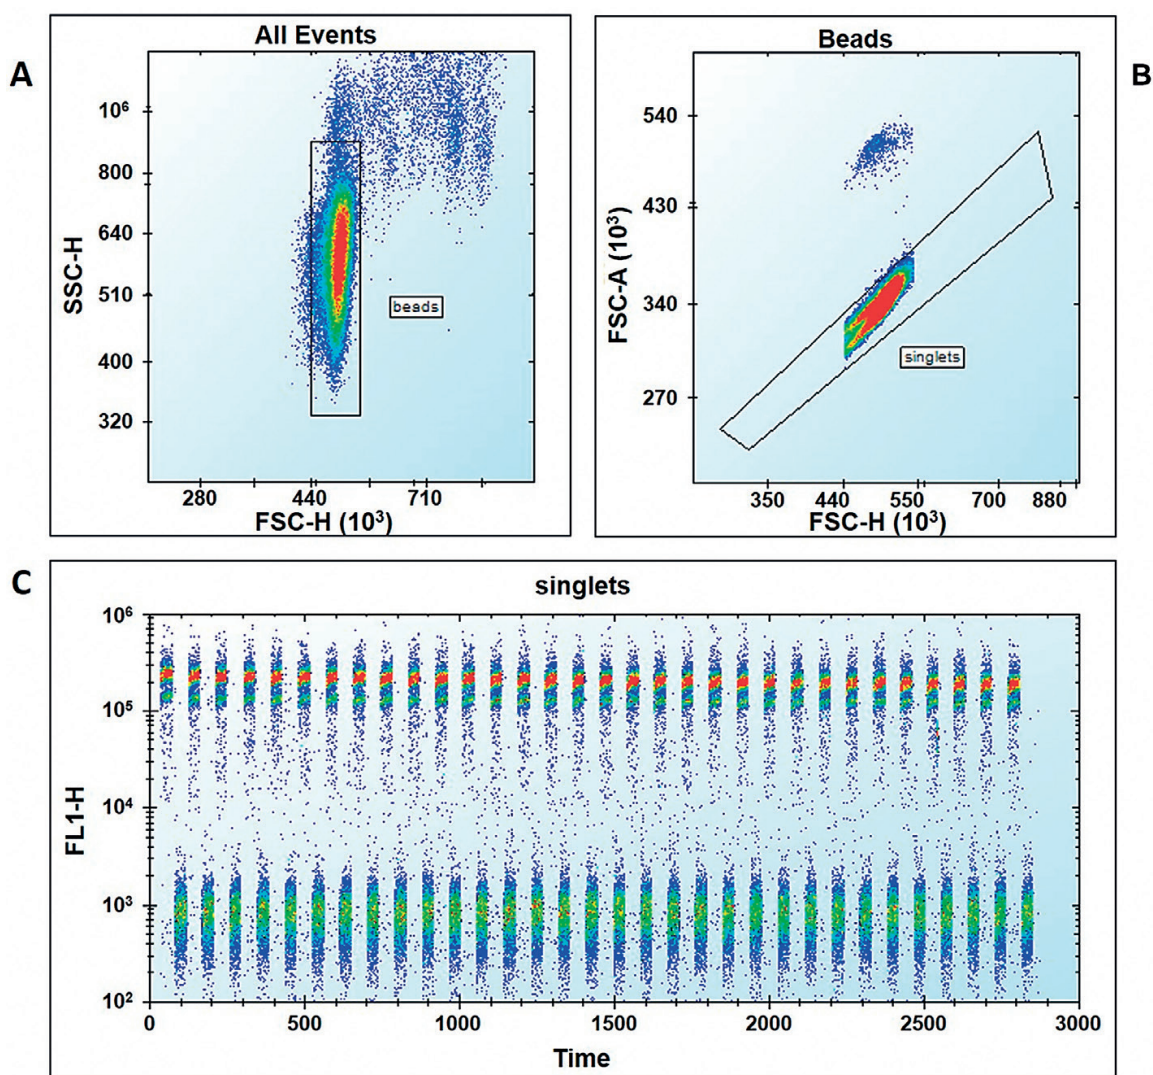 A
All Events
SSC-H
10⁶
800
640
510
400
320
beads
280
440
710
FSC-H (10³)
B
Beads
FSC-A (10³)
540
430
340
270
singlets
350
440
550
700
880
FSC-H (10³)
C
singlets
FL1-H
10⁶
10⁵
10⁴
10³
10²
0
500
1000
1500
2000
2500
3000
Time